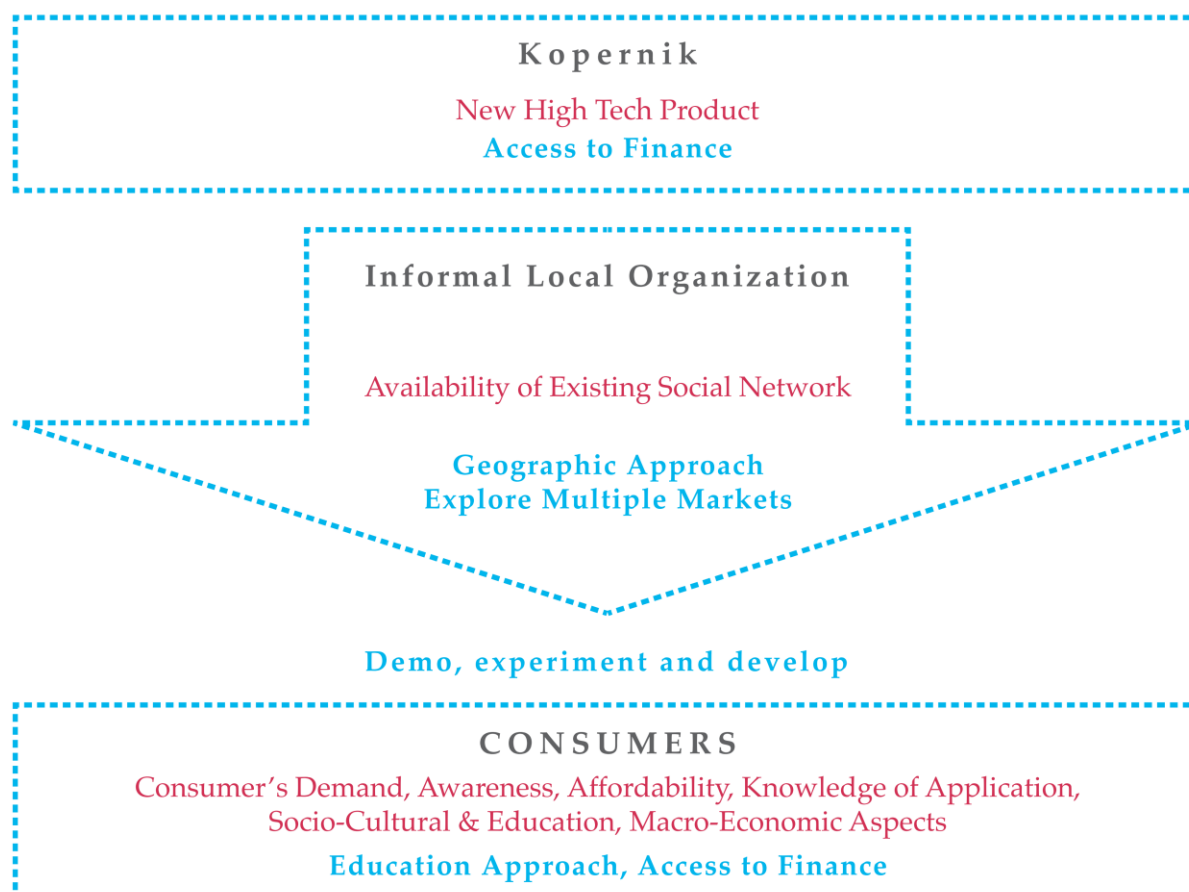 Kopernik
New High Tech Product
Access to Finance
Informal Local Organization
Availability of Existing Social Network
Geographic Approach
Explore Multiple Markets
Demo, experiment and develop
CONSUMERS
Consumer’s Demand, Awareness, Affordability, Knowledge of Application,
Socio-Cultural & Education, Macro-Economic Aspects
Education Approach, Access to Finance